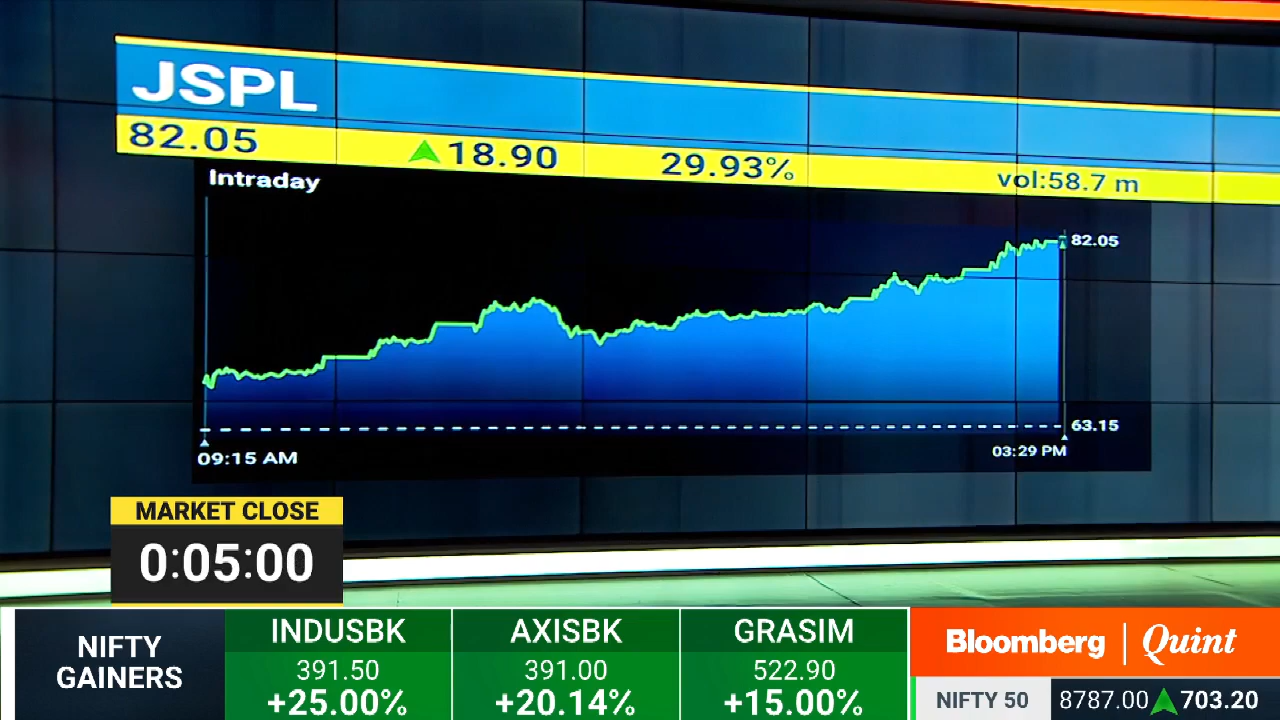 JSPL
82.05 ▲18.90 29.93% vol:58.7 m
Intraday
82.05
63.15
09:15 AM 03:29 PM
MARKET CLOSE
0:05:00
NIFTY GAINERS
INDUSBK
391.50
+25.00%
AXISBK
391.00
+20.14%
GRASIM
522.90
+15.00%
Bloomberg | Quint
NIFTY 50 8787.00 ▲703.20